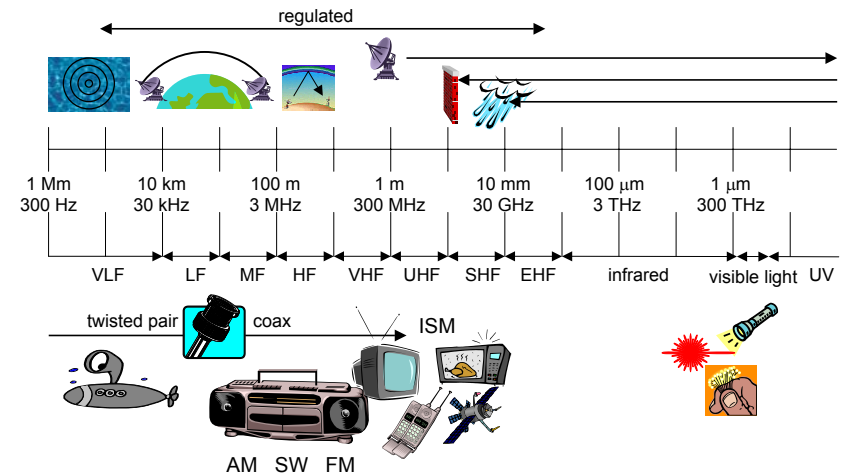 regulated
1 Mm 10 km 100 m 1 m 10 mm 100 μm 1 μm
300 Hz 30 kHz 3 MHz 300 MHz 30 GHz 3 THz 300 THz
VLF LF MF HF VHF UHF SHF EHF infrared visible light UV
twisted pair coax ISM
AM SW FM